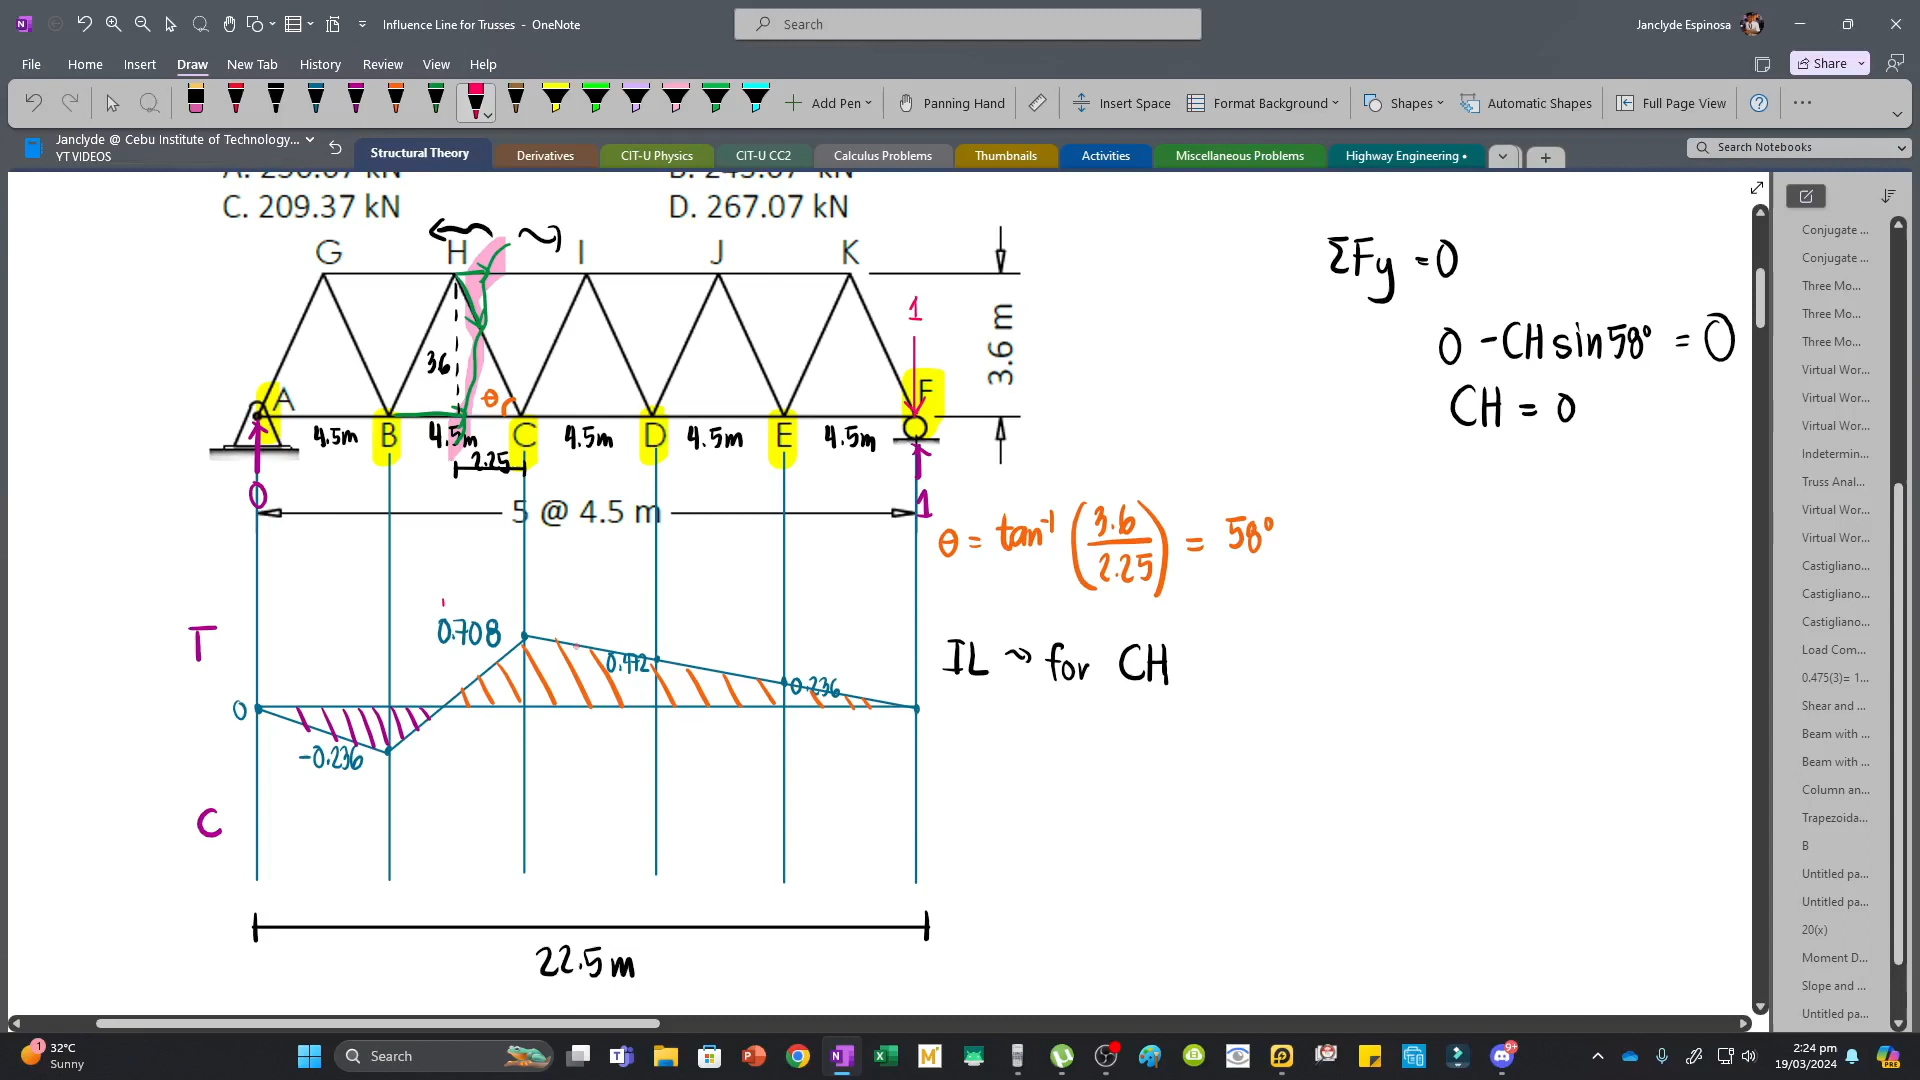 Influence Line for Trusses - OneNote
Search
Janclyde Espinosa
File Home Insert Draw New Tab History Review View Help
Share
Add Pen
Panning Hand
Insert Space
Format Background
Shapes
Automatic Shapes
Full Page View
Janclyde @ Cebu Institute of Technology...
YT VIDEOS
Structural Theory
Derivatives
CIT-U Physics
CIT-U CC2
Calculus Problems
Thumbnails
Activities
Miscellaneous Problems
Highway Engineering •
Search Notebooks
C. 209.37 kN
D. 267.07 kN
G H I J K
1
3.6 m
36
θ
A B C D E F
4.5m 4.5m 4.5m 4.5m 4.5m
2.25
0
1
5 @ 4.5 m
ΣFy = 0
0 - CH sin 58° = 0
CH = 0
θ = tan⁻¹ (3.6/2.25) = 58°
T
0.708
0.472
0.236
IL ~> for CH
0
-0.236
C
22.5m
Conjugate ...
Conjugate ...
Three Mo...
Three Mo...
Three Mo...
Virtual Wor...
Virtual Wor...
Virtual Wor...
Indetermin...
Truss Anal...
Virtual Wor...
Virtual Wor...
Castigliano...
Castigliano...
Castigliano...
Load Com...
0.475(3)= 1...
Shear and ...
Beam with ...
Beam with ...
Column an...
Trapezoida...
B
Untitled pa...
Untitled pa...
20(x)
Moment D...
Slope and ...
Untitled pa...
1
32°C
Sunny
Search
9+
2:24 pm
19/03/2024
PRE